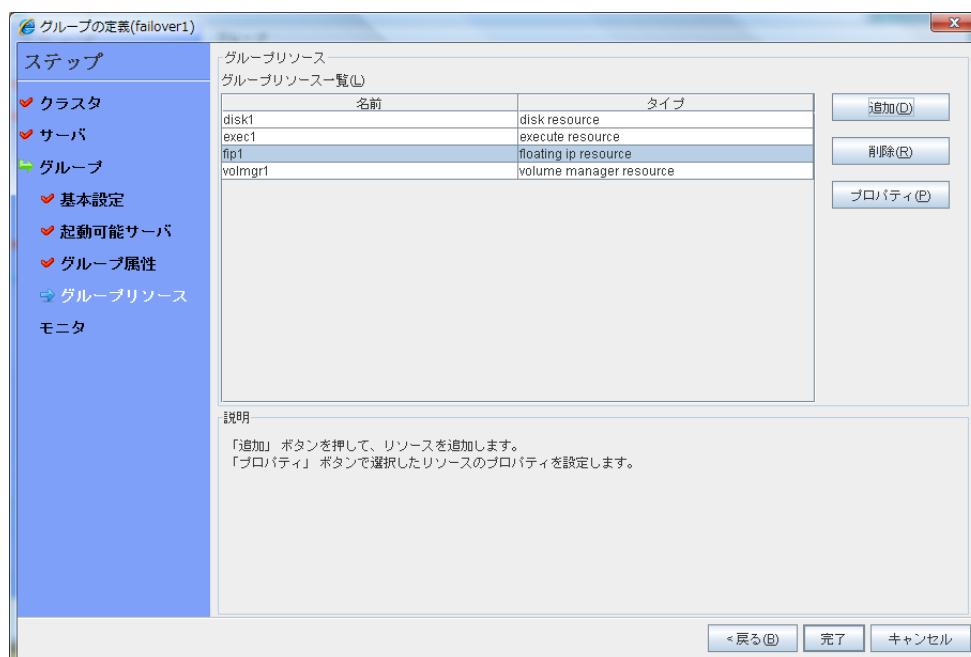 グループの定義(failover1)
ステップ
クラスタ
サーバ
グループ
基本設定
起動可能サーバ
グループ属性
グループリソース
モニタ
グループリソース
グループリソース一覧(L)
名前 タイプ
disk1 disk resource
exec1 execute resource
fip1 floating ip resource
volmgr1 volume manager resource
追加(D)
削除(R)
プロパティ(P)
説明
「追加」 ボタンを押して、リソースを追加します。
「プロパティ」 ボタンで選択したリソースのプロパティを設定します。
<戻る(B) 完了 キャンセル